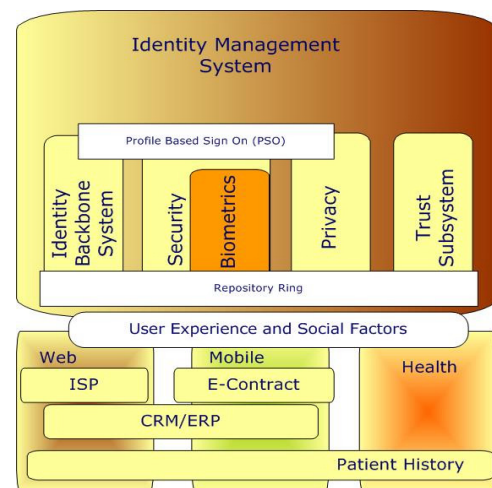 Identity Management
System
Profile Based Sign On (PSO)
Identity
Backbone
System
Security
Biometrics
Privacy
Trust
Subsystem
Repository Ring
User Experience and Social Factors
Web
Mobile
Health
ISP
E-Contract
CRM/ERP
Patient History